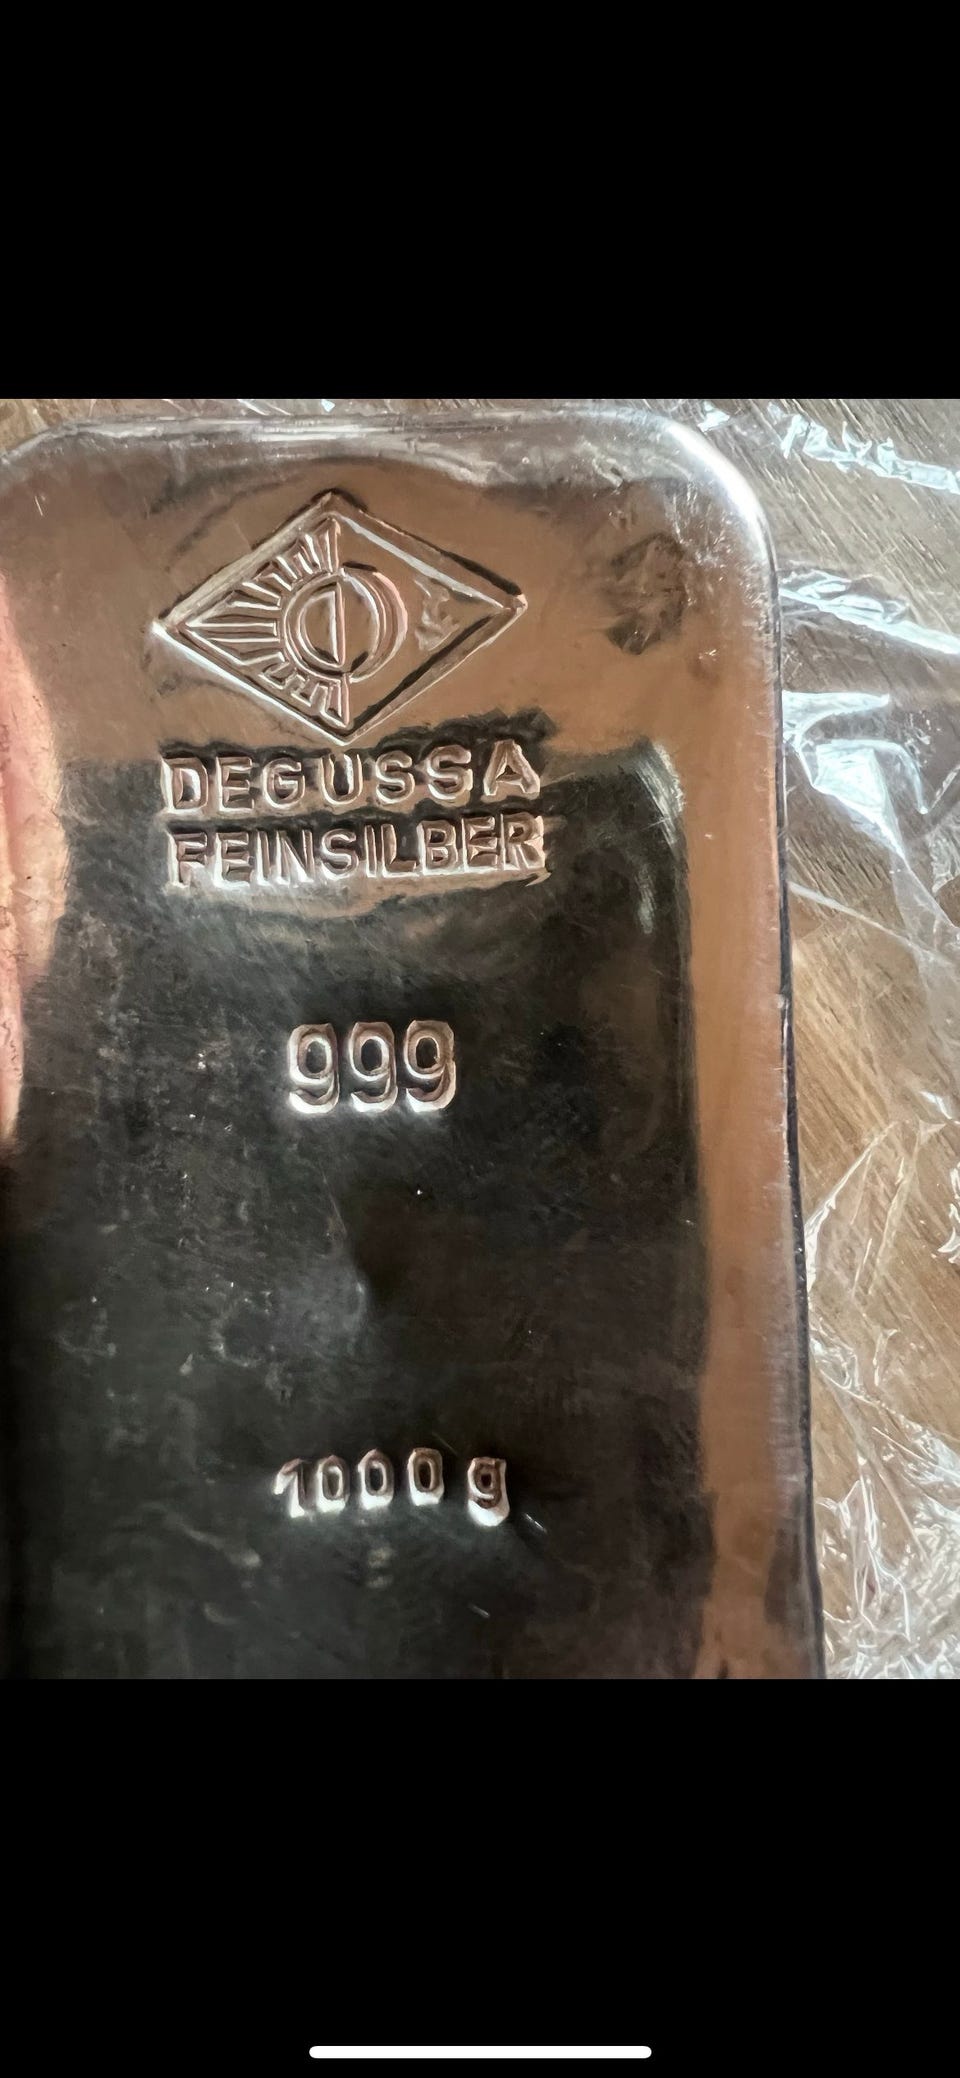 DEGUSSA
FEINSILBER
999
1000 g